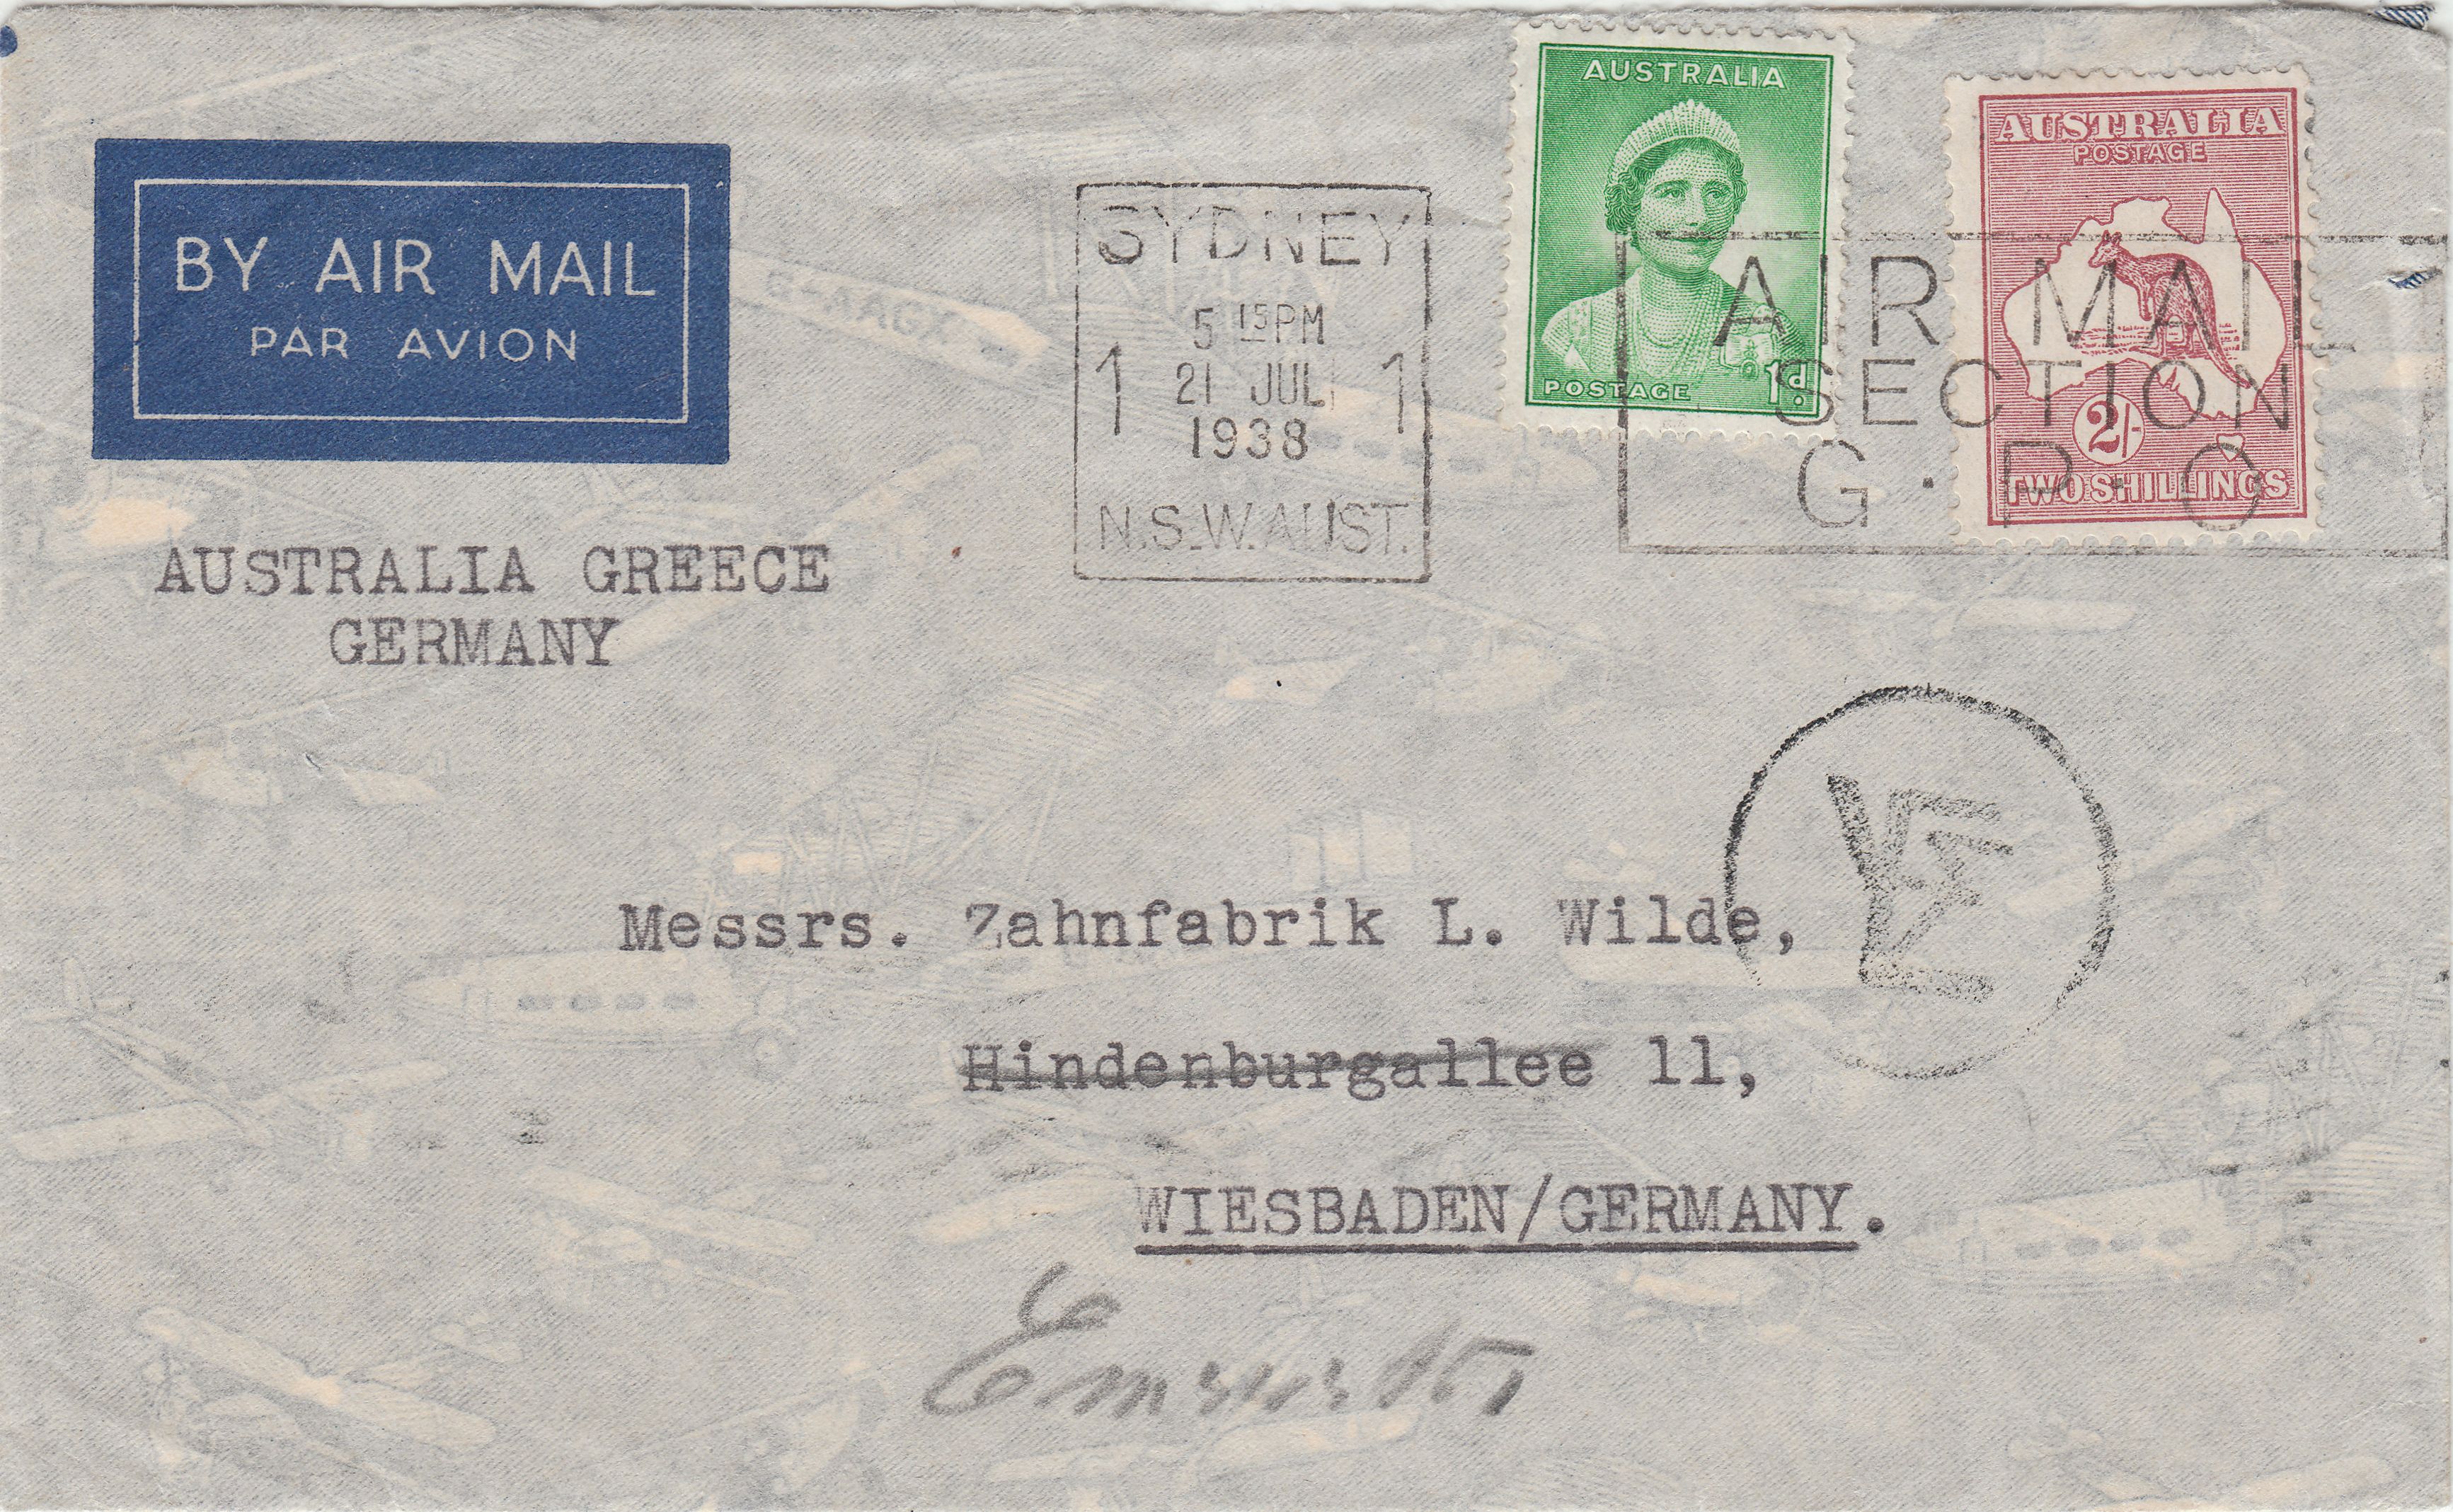 BY AIR MAIL
PAR AVION
AUSTRALIA GREECE
GERMANY
SYDNEY
5 15PM
1 21 JUL 1
1938
N.S.W. AUST.
AUSTRALIA
POSTAGE 1d.
AUSTRALIA
POSTAGE
2/-
TWO SHILLINGS
AIR MAIL
SECTION
G.P.O
G-AAGX
Messrs. Zahnfabrik L. Wilde,
Hindenburgallee 11,
WIESBADEN/GERMANY.